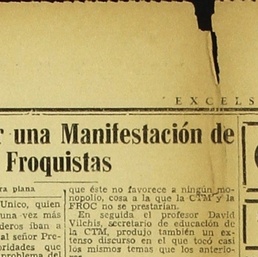 EXCELS
r una Manifestación de
Froquistas
ra plana
Unico, quien
una vez más
deros iban a
al señor Pre-
oridades que
problema del
que éste no favorece a ningún mo-
nopolio, cosa a la que la CTM y la
FROC no se prestarían.
En seguida el profesor David
Vilchis, secretario de educación de
la CTM, produjo también un ex-
tenso discurso en el que tocó casi
los mismos temas que los anterio-